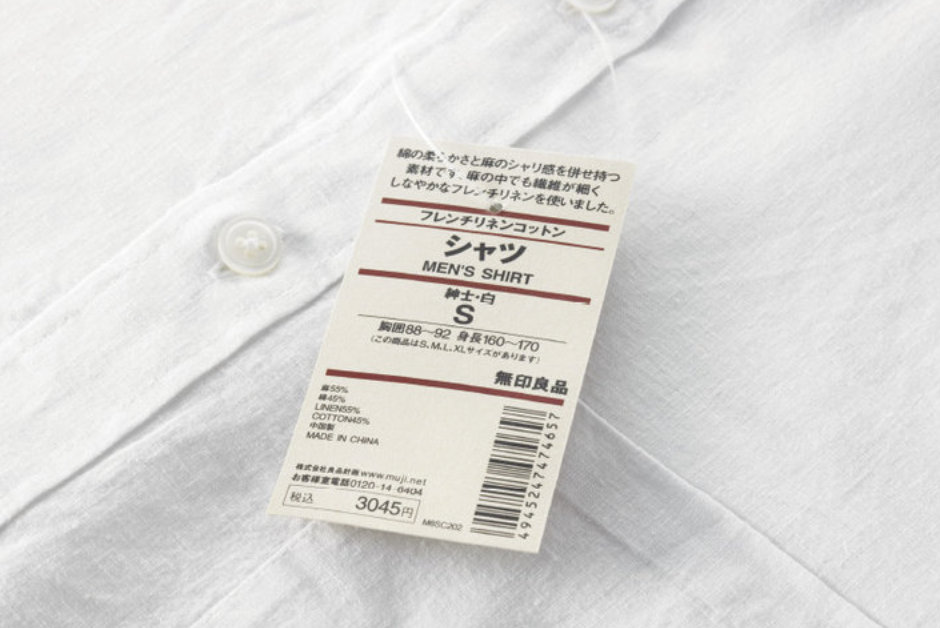 綿の柔らかさと麻のシャリ感を併せ持つ
素材です。麻の中でも繊維が細く
しなやかなフレンチリネンを使いました。
フレンチリネンコットン
シャツ
MEN'S SHIRT
紳士・白
S
胸囲88〜92 身長160〜170
(この商品はS、M、L、XLサイズがあります)
無印良品
麻55%
綿45%
LINEN55%
COTTON45%
中国製
MADE IN CHINA
株式会社良品計画 www.muji.net
お客様室電話0120-14-6404
税込 3045円
M6SC202
4945247474657